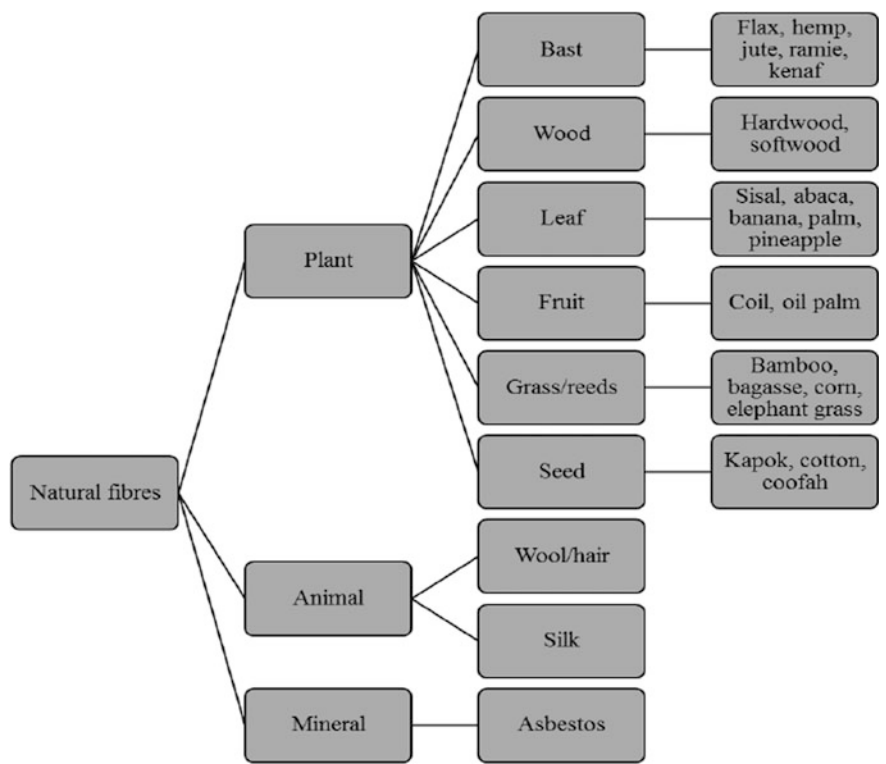 Bast
Flax, hemp,
jute, ramie,
kenaf
Wood
Hardwood,
softwood
Leaf
Sisal, abaca,
banana, palm,
pineapple
Plant
Fruit
Coil, oil palm
Grass/reeds
Bamboo,
bagasse, corn,
elephant grass
Seed
Kapok, cotton,
coofah
Natural fibres
Wool/hair
Animal
Silk
Mineral
Asbestos